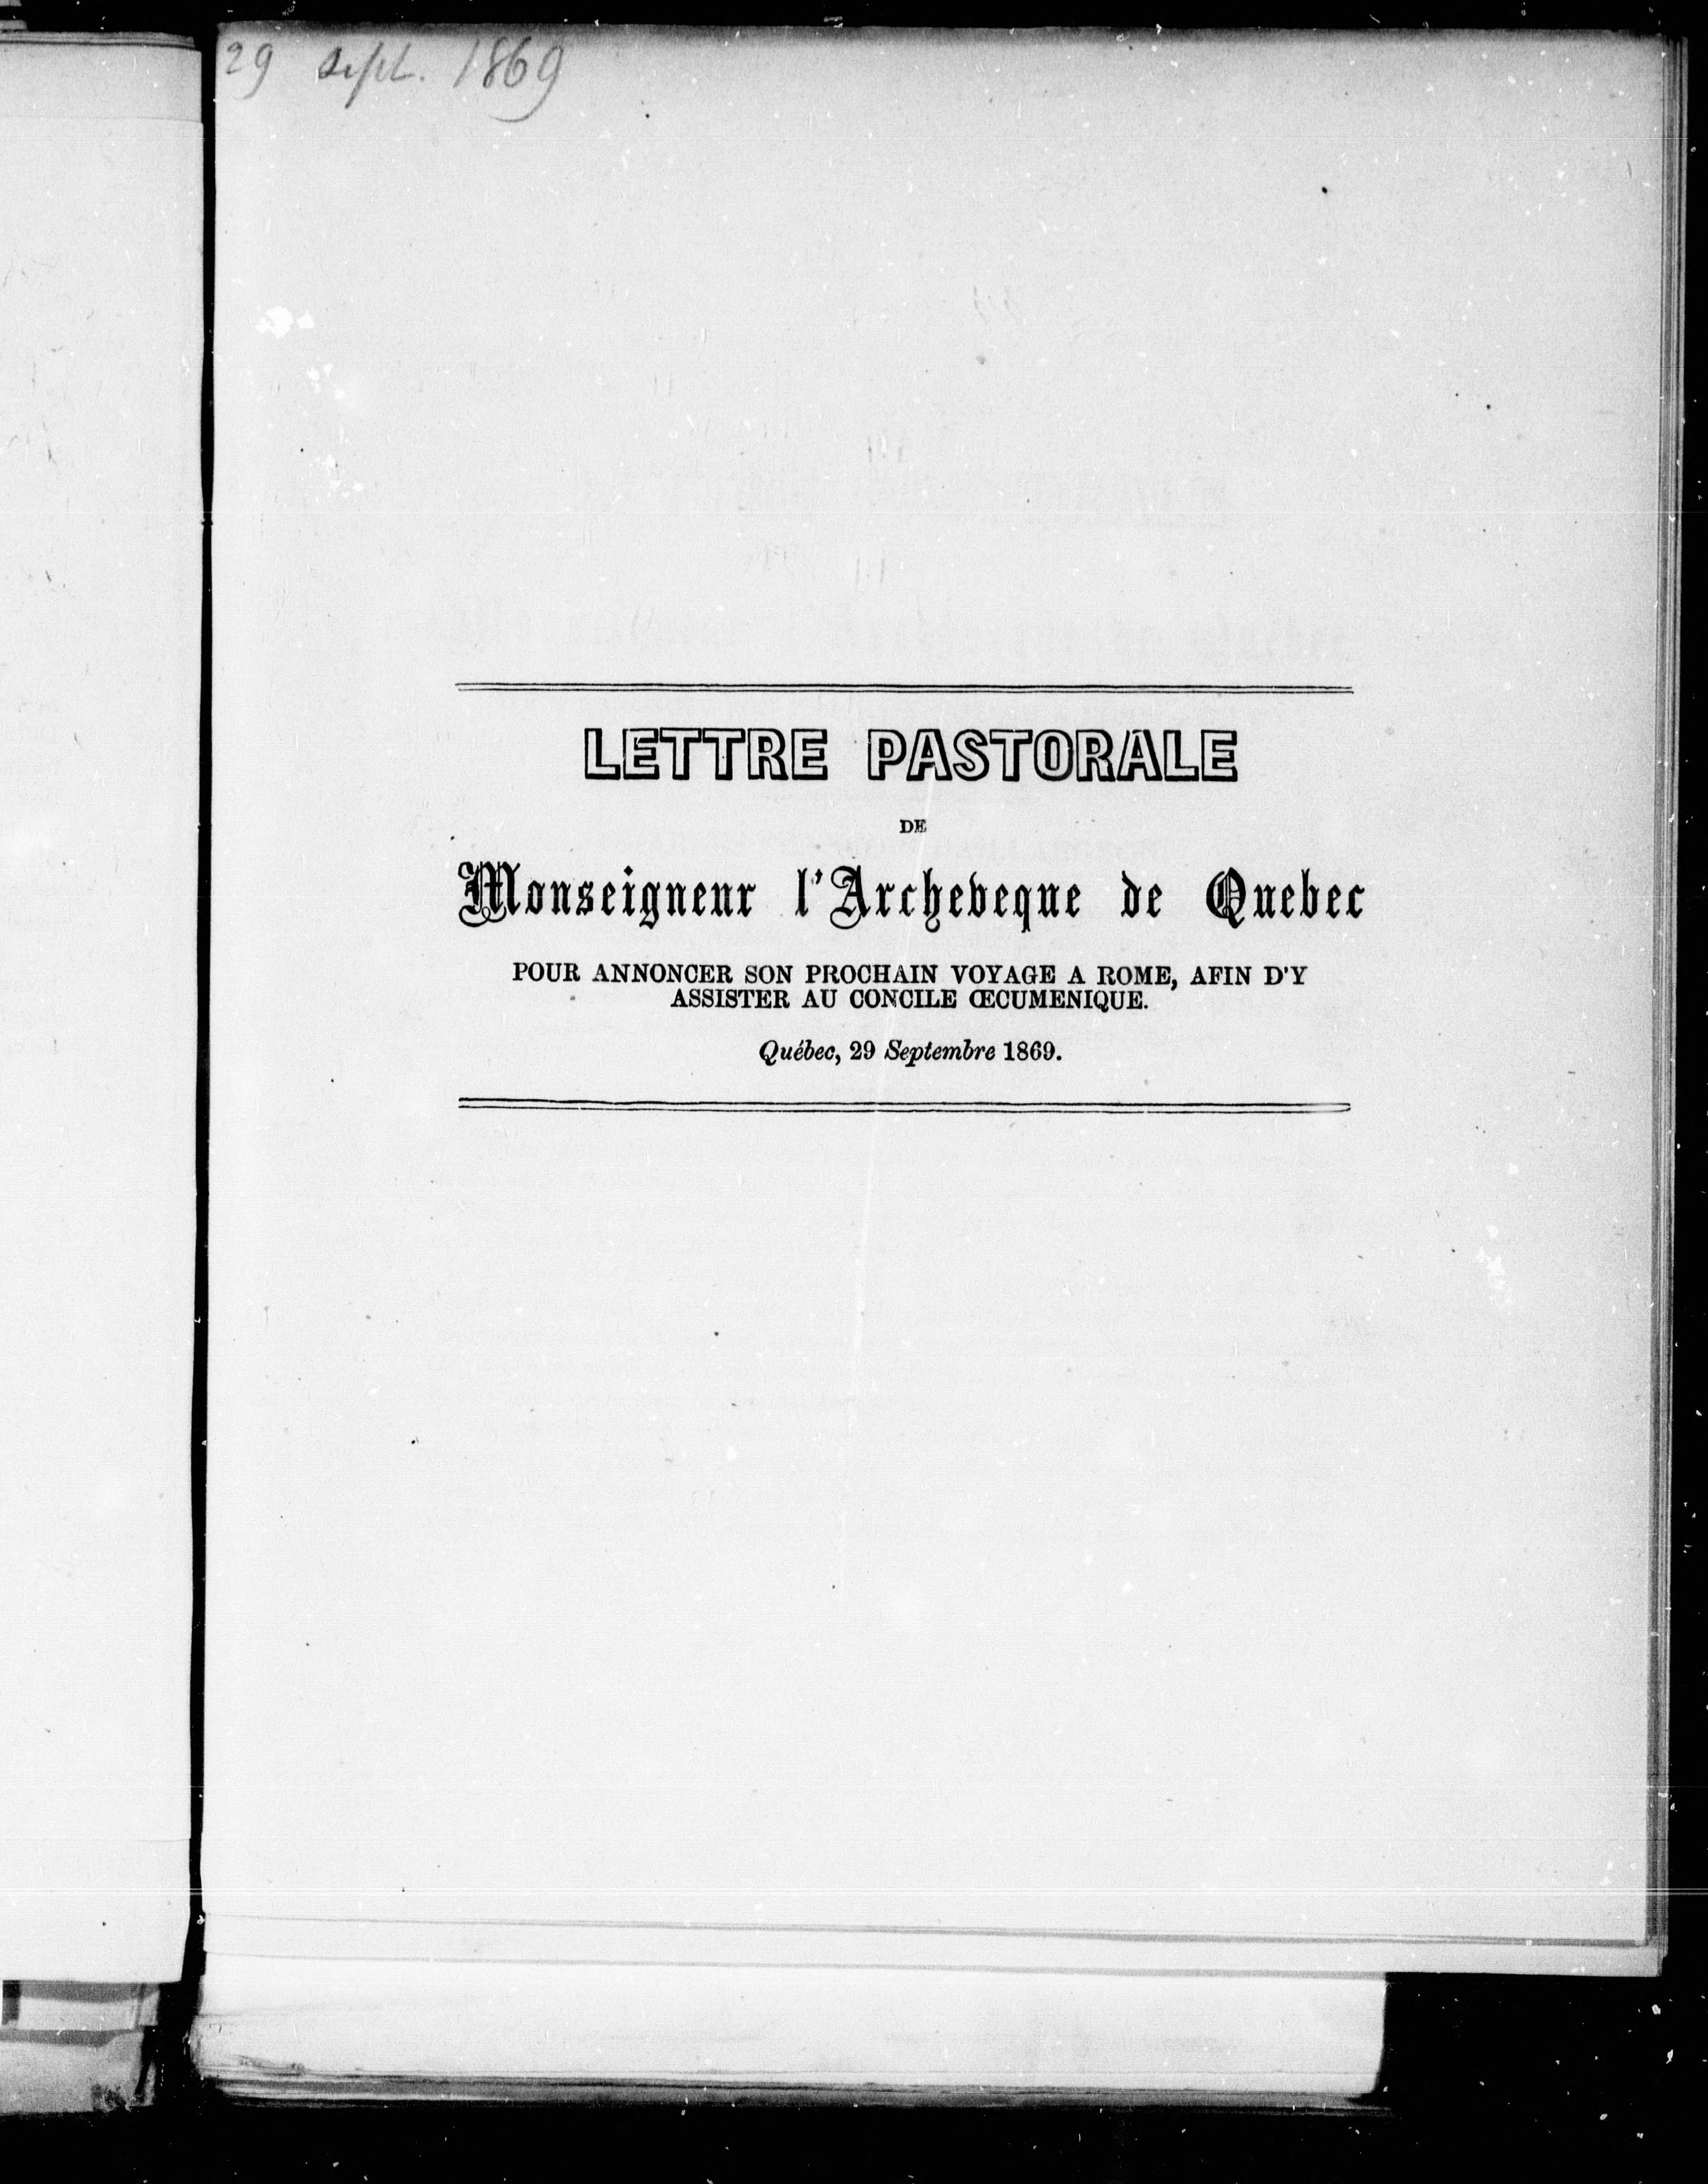 29 sept. 1869
LETTRE PASTORALE
DE
Monseigneur l'Archeveque de Quebec
POUR ANNONCER SON PROCHAIN VOYAGE A ROME, AFIN D'Y
ASSISTER AU CONCILE ŒCUMENIQUE.
Québec, 29 Septembre 1869.